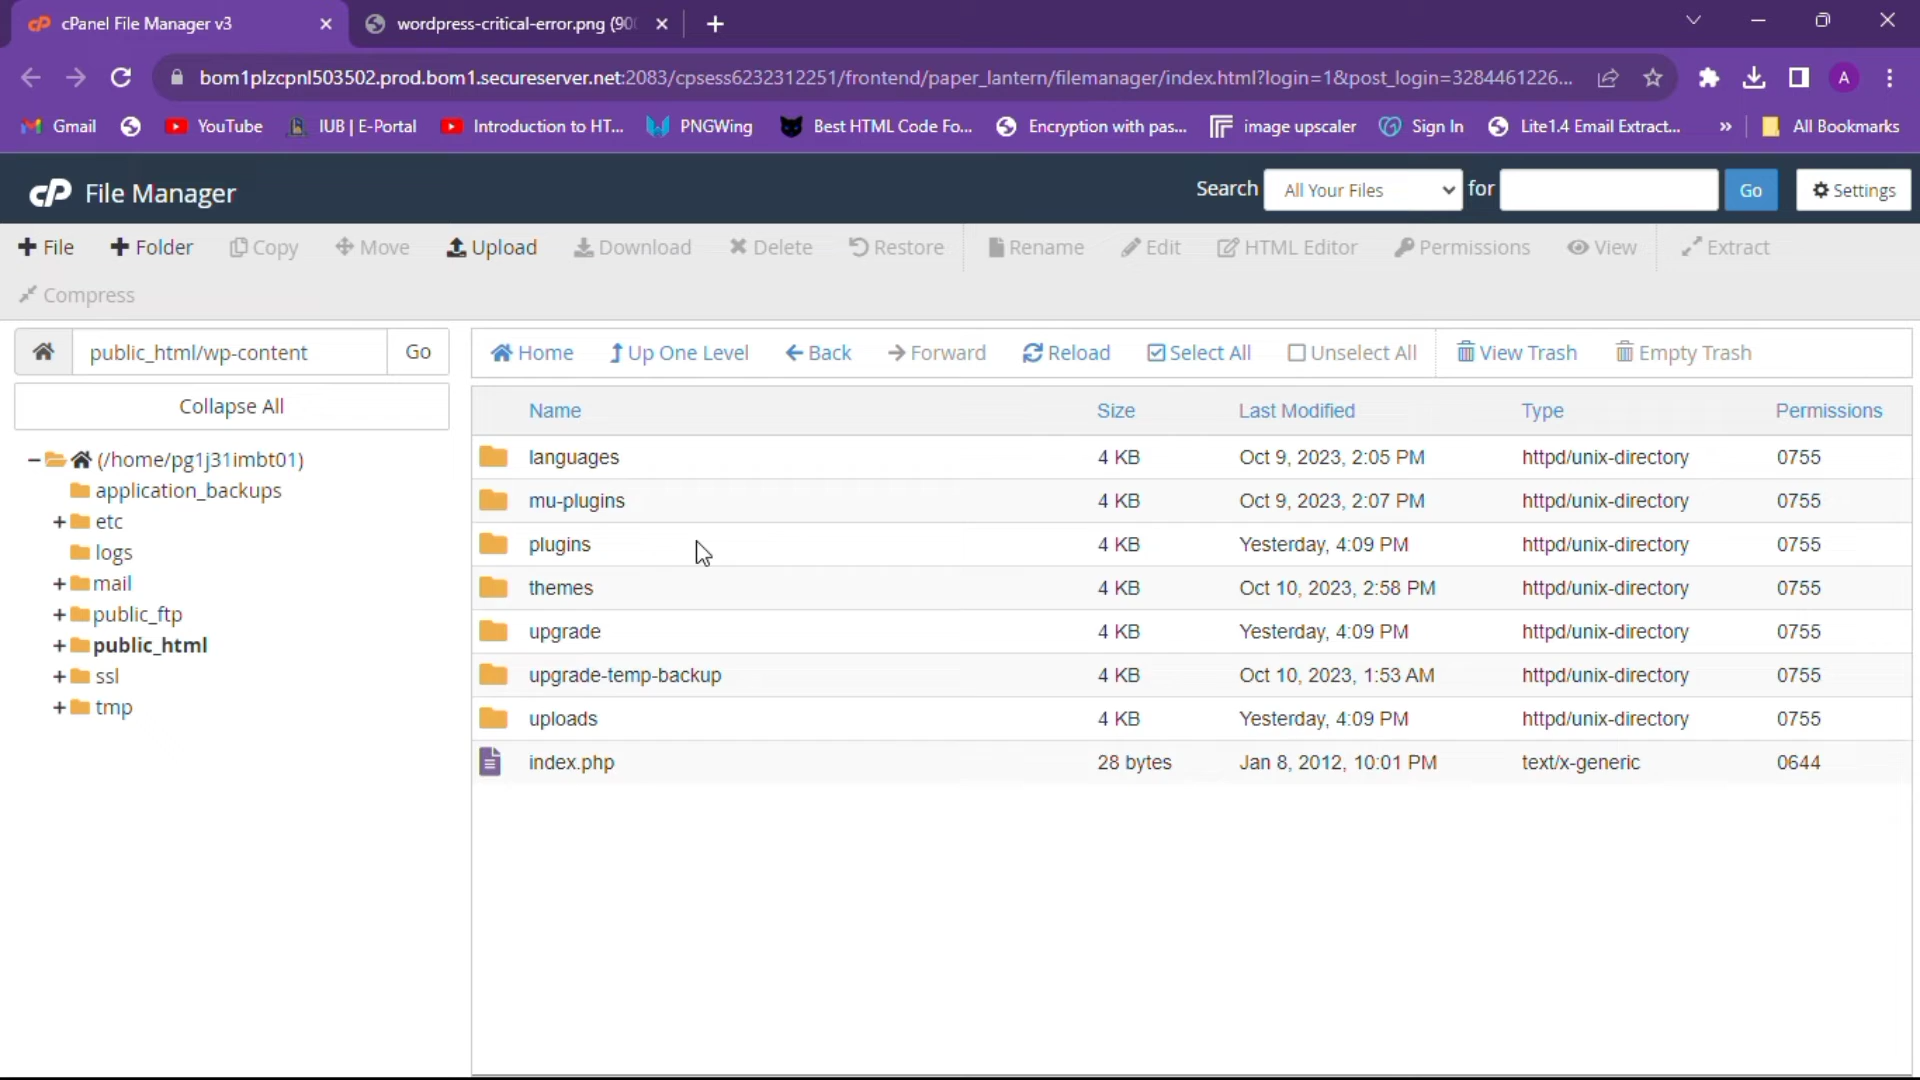 cPanel File Manager v3
wordpress-critical-error.png (90
bom1plzcpnl503502.prod.bom1.secureserver.net:2083/cpsess6232312251/frontend/paper_lantern/filemanager/index.html?login=1&post_login=3284461226... A
Gmail YouTube IUB | E-Portal Introduction to HT... PNGWing Best HTML Code Fo... Encryption with pas... image upscaler Sign In Lite1.4 Email Extract... » All Bookmarks
cP File Manager Search All Your Files for Go Settings
File Folder Copy Move Upload Download Delete Restore Rename Edit HTML Editor Permissions View Extract
Compress
public_html/wp-content Go Home Up One Level Back Forward Reload Select All Unselect All View Trash Empty Trash
Collapse All
(/home/pg1j31imbt01)
application_backups
etc
logs
mail
public_ftp
public_html
ssl
tmp
Name Size Last Modified Type Permissions
languages 4 KB Oct 9, 2023, 2:05 PM httpd/unix-directory 0755
mu-plugins 4 KB Oct 9, 2023, 2:07 PM httpd/unix-directory 0755
plugins 4 KB Yesterday, 4:09 PM httpd/unix-directory 0755
themes 4 KB Oct 10, 2023, 2:58 PM httpd/unix-directory 0755
upgrade 4 KB Yesterday, 4:09 PM httpd/unix-directory 0755
upgrade-temp-backup 4 KB Oct 10, 2023, 1:53 AM httpd/unix-directory 0755
uploads 4 KB Yesterday, 4:09 PM httpd/unix-directory 0755
index.php 28 bytes Jan 8, 2012, 10:01 PM text/x-generic 0644